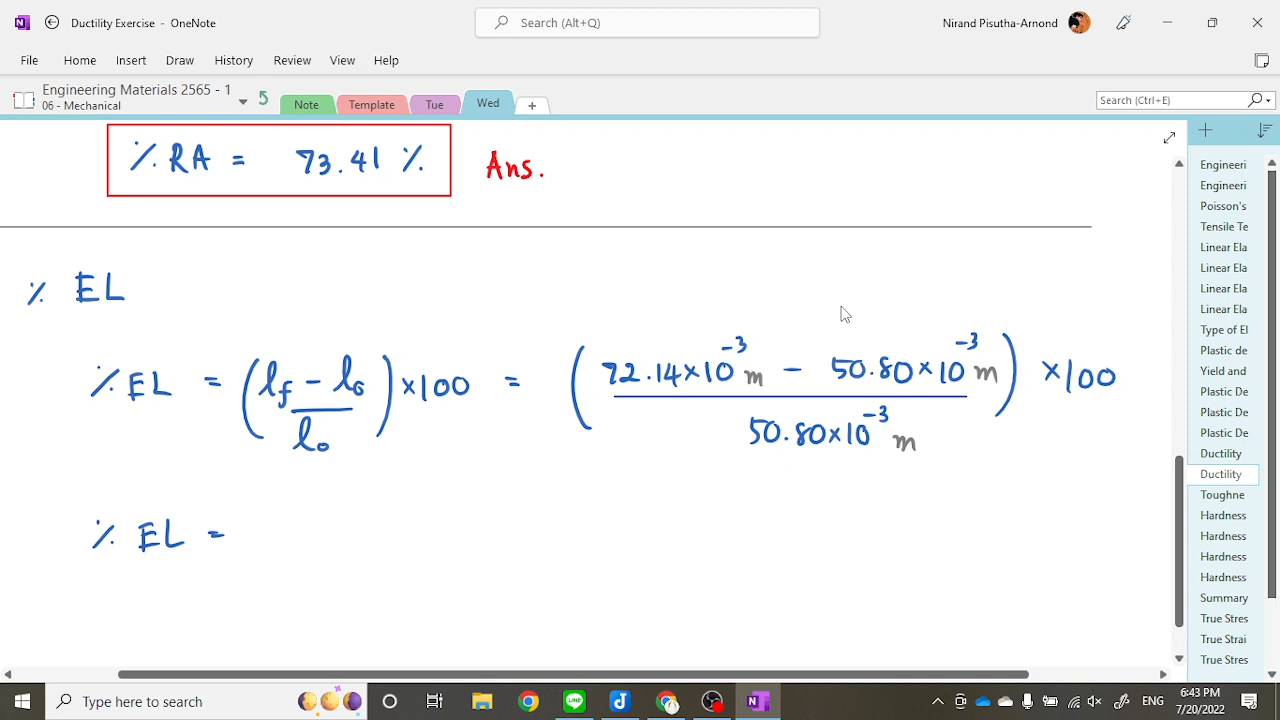 Ductility Exercise - OneNote
Search (Alt+Q)
Nirand Pisutha-Arnond
File Home Insert Draw History Review View Help
Engineering Materials 2565 - 1
06 - Mechanical
Note Template Tue Wed +
Search (Ctrl+E)
% RA = 73.41 % Ans.
% EL
% EL = (lf - l0 / l0) ×100 = (72.14×10⁻³ m - 50.80×10⁻³ m / 50.80×10⁻³ m) ×100
% EL =
Engineeri
Engineeri
Poisson's
Tensile Te
Linear Ela
Linear Ela
Linear Ela
Linear Ela
Type of El
Plastic de
Yield and
Plastic De
Plastic De
Plastic De
Ductility
Ductility
Toughne
Hardness
Hardness
Hardness
Hardness
Summary
True Stres
True Strai
True Stres
Type here to search
LINE
6:43 PM
7/20/2022